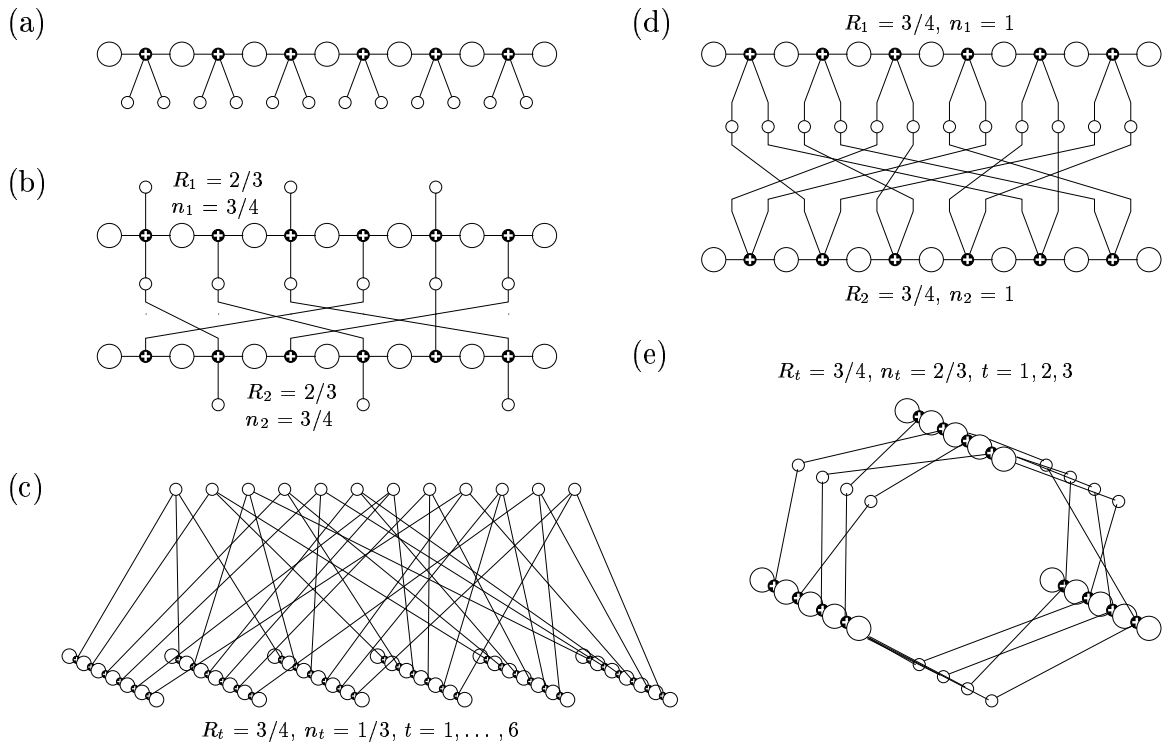 (a)
(b)
R₁ = 2/3
n₁ = 3/4
R₂ = 2/3
n₂ = 3/4
(c)
Rₜ = 3/4, nₜ = 1/3, t = 1, . . . , 6
(d)
R₁ = 3/4, n₁ = 1
R₂ = 3/4, n₂ = 1
(e)
Rₜ = 3/4, nₜ = 2/3, t = 1, 2, 3